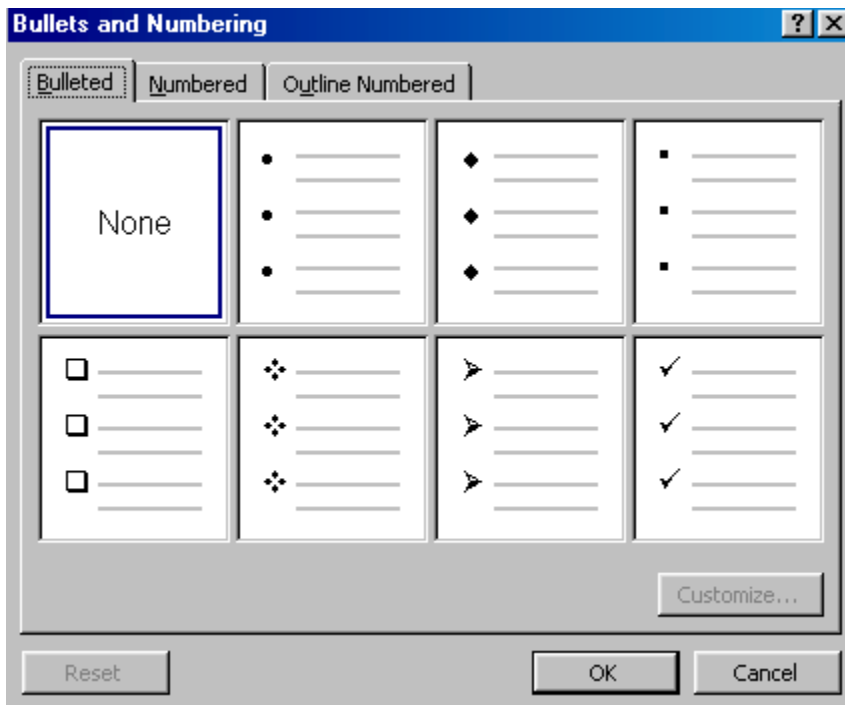 Bullets and Numbering
Bulleted Numbered Outline Numbered
None
Customize...
Reset OK Cancel